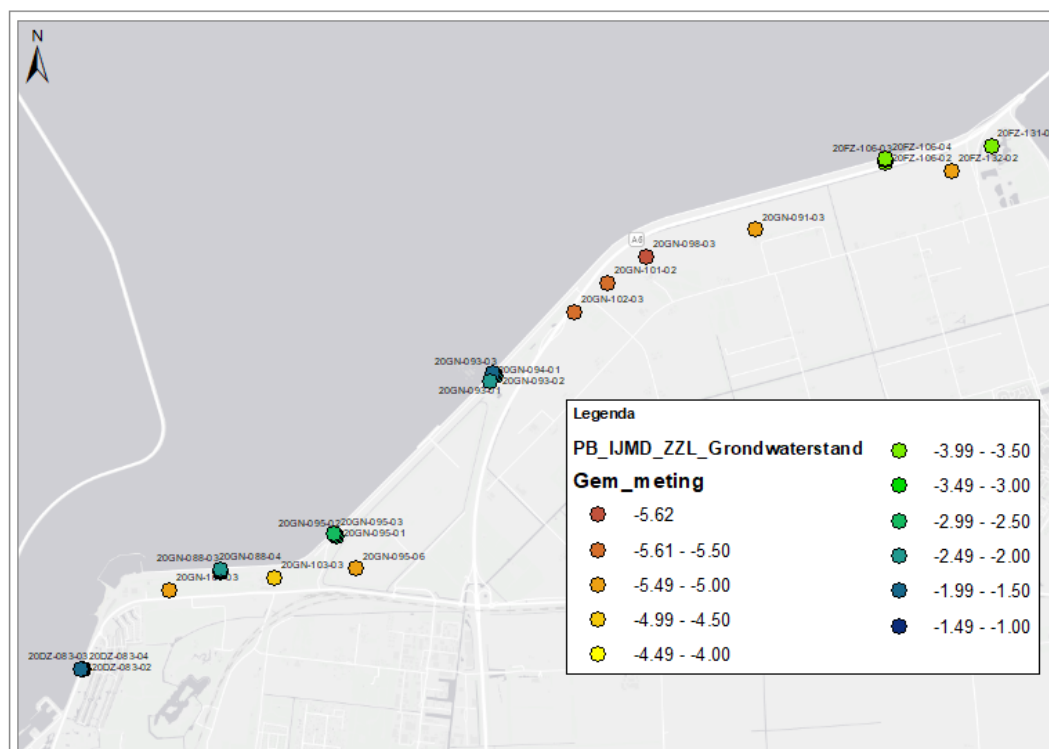 N
20FZ-131-0
20FZ-106-03
20FZ-106-04
20FZ-106-02
20FZ-132-02
20GN-091-03
A6
20GN-098-03
20GN-101-02
20GN-102-03
20GN-093-03
20GN-094-01
20GN-093-02
20GN-093-01
Legenda
PB_IJMD_ZZL_Grondwaterstand
Gem_meting
-5.62
-5.61 - -5.50
-5.49 - -5.00
-4.99 - -4.50
-4.49 - -4.00
-3.99 - -3.50
-3.49 - -3.00
-2.99 - -2.50
-2.49 - -2.00
-1.99 - -1.50
-1.49 - -1.00
20GN-095-02
20GN-095-03
20GN-095-01
20GN-095-06
20GN-088-03
20GN-088-04
20GN-103-03
20DZ-083-03
20DZ-083-04
20DZ-083-02